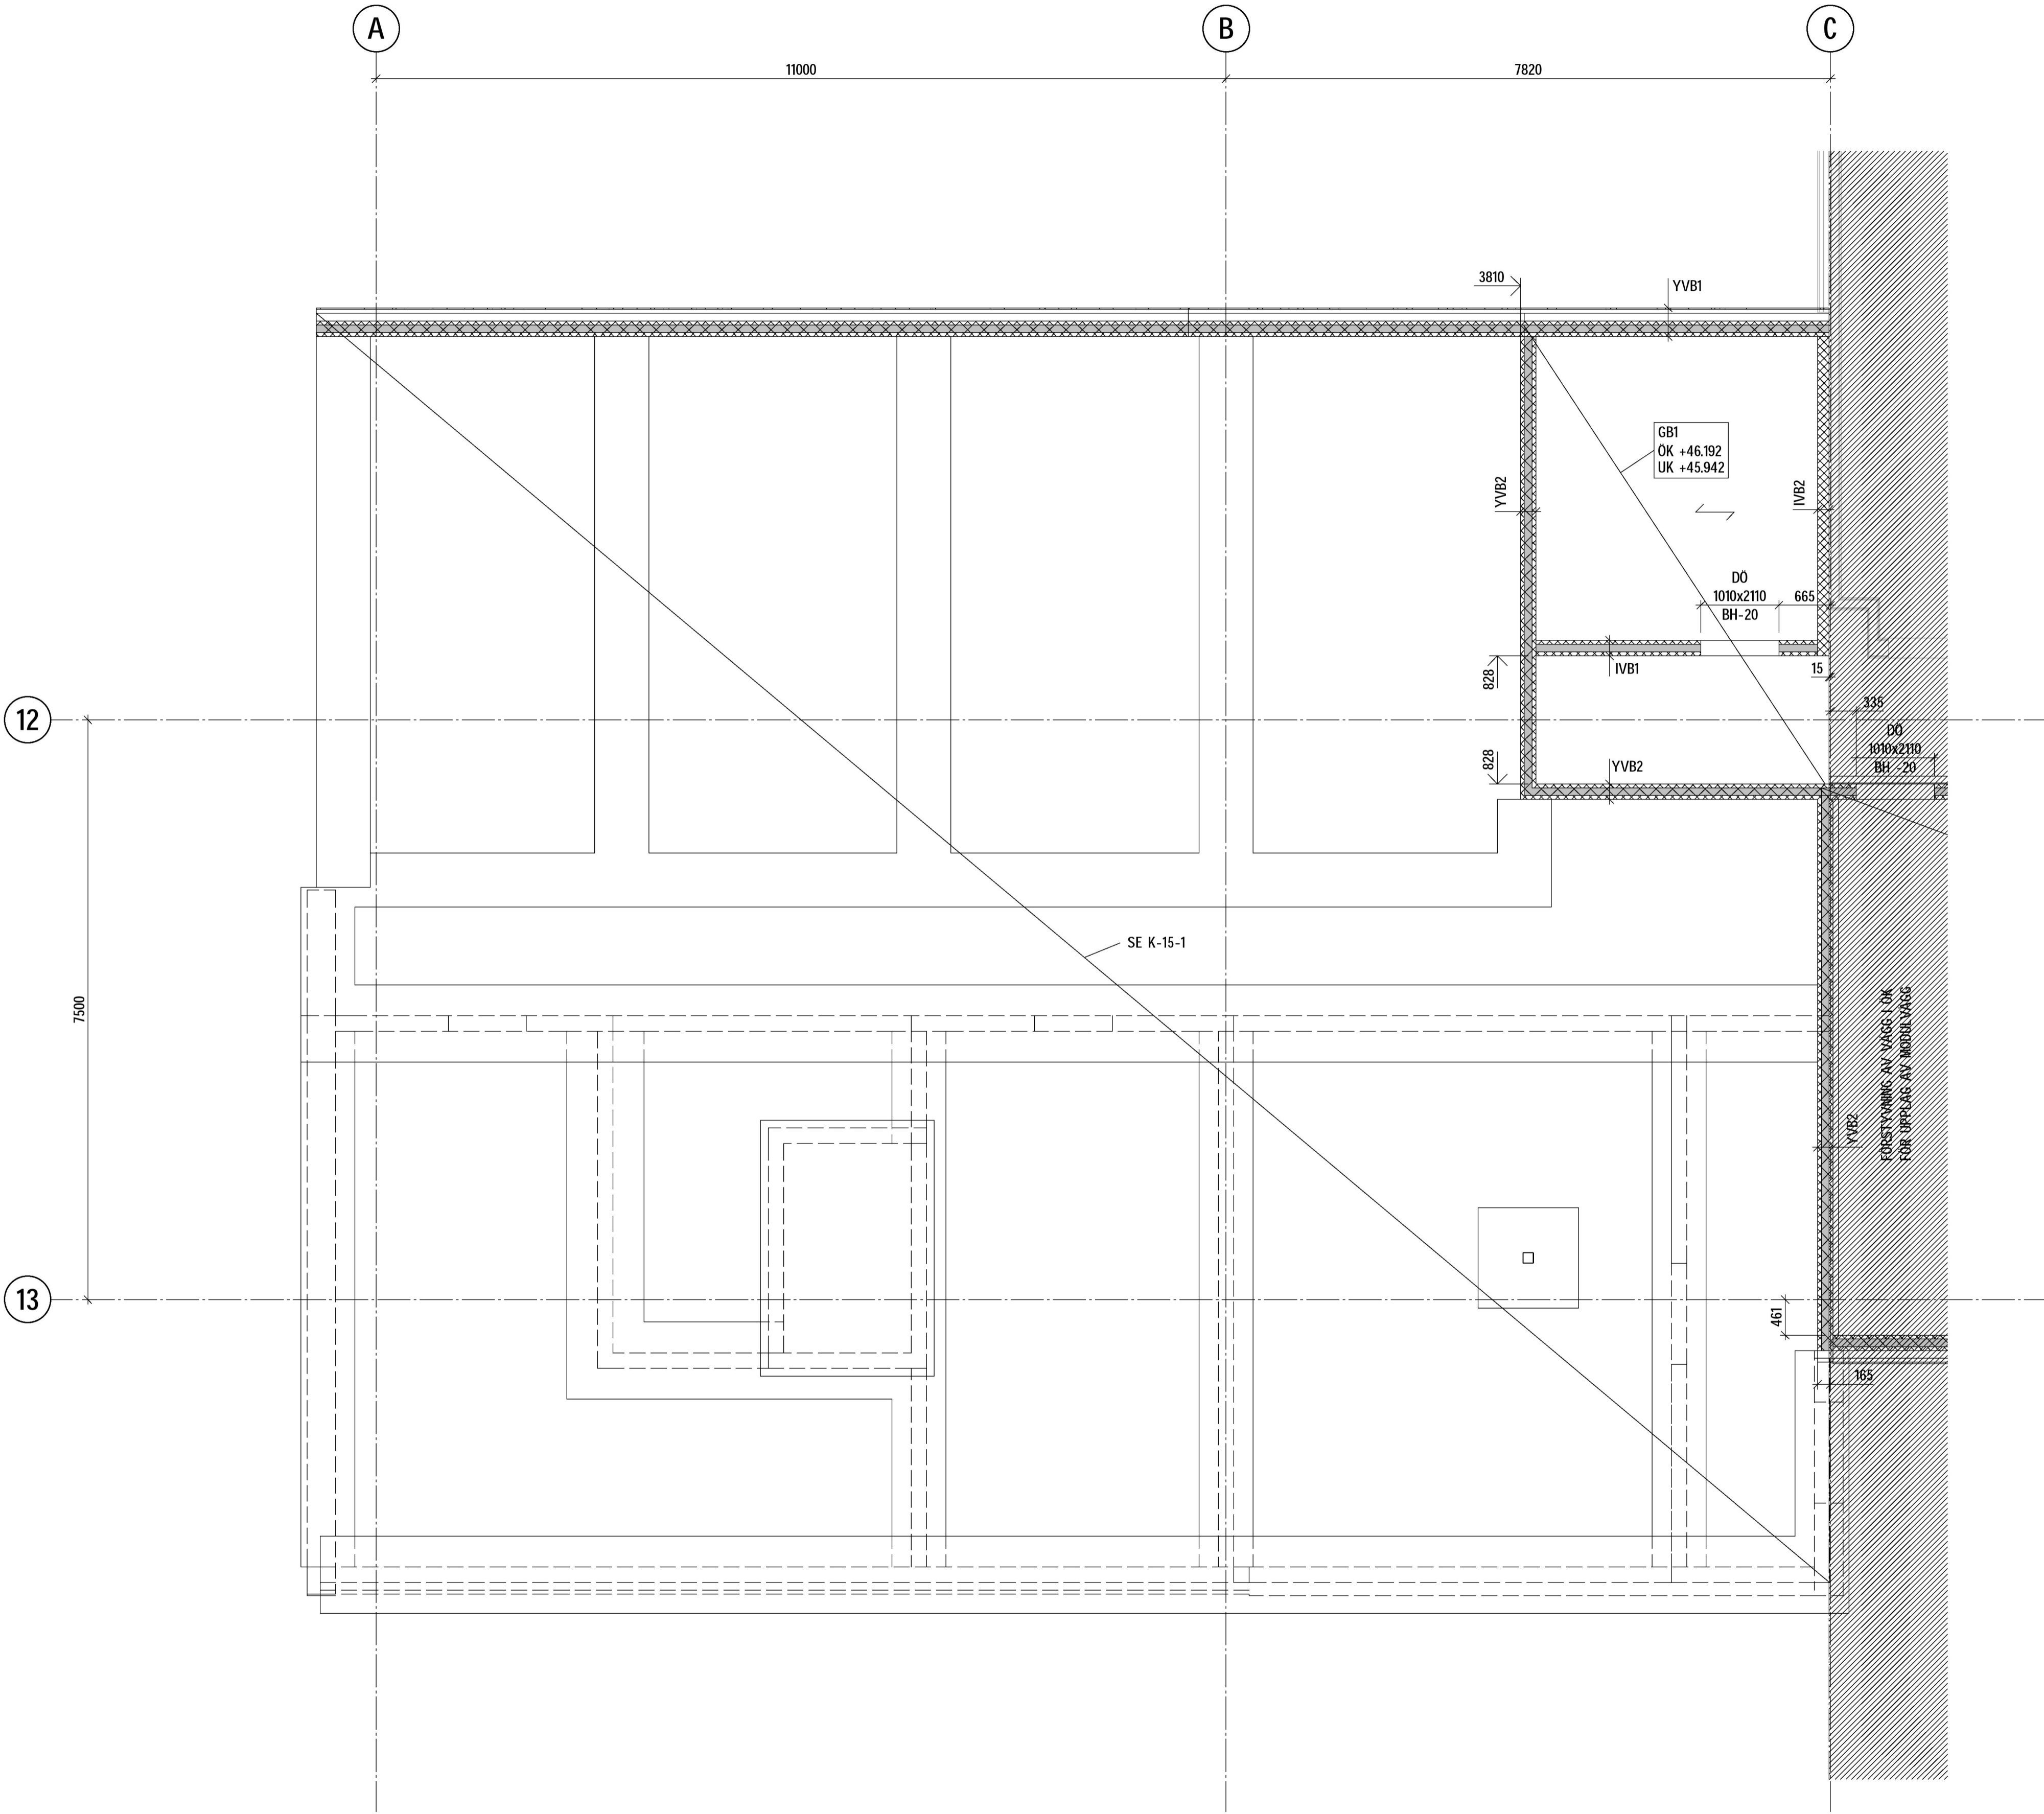 A
B
C
11000
7820
3810
YVB1
GB1
ÖK +46.192
UK +45.942
YVB2
IVB2
DÖ
1010x2110
BH-20
665
828
IVB1
15
12
335
DÖ
1010x2110
BH -20
828
YVB2
SE K-15-1
7500
FÖRSTYVNING AV VÄGG I ÖK
FÖR UPPLAG AV MODULVÄGG
YVB2
13
461
165